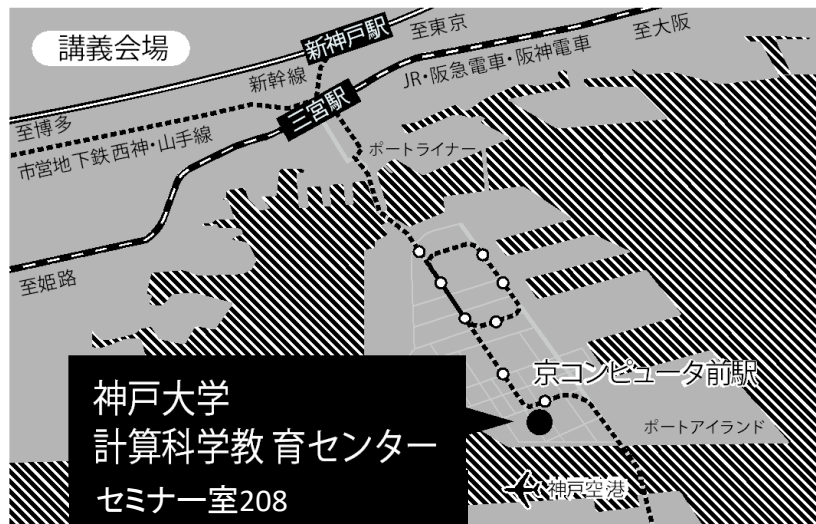 講義会場
新神戸駅
至東京
至大阪
新幹線
JR・阪急電車・阪神電車
三宮駅
至博多
市営地下鉄西神・山手線
ポートライナー
至姫路
京コンピュータ前駅
神戸大学
計算科学教 育センター
セミナー室208
ポートアイランド
神戸空港